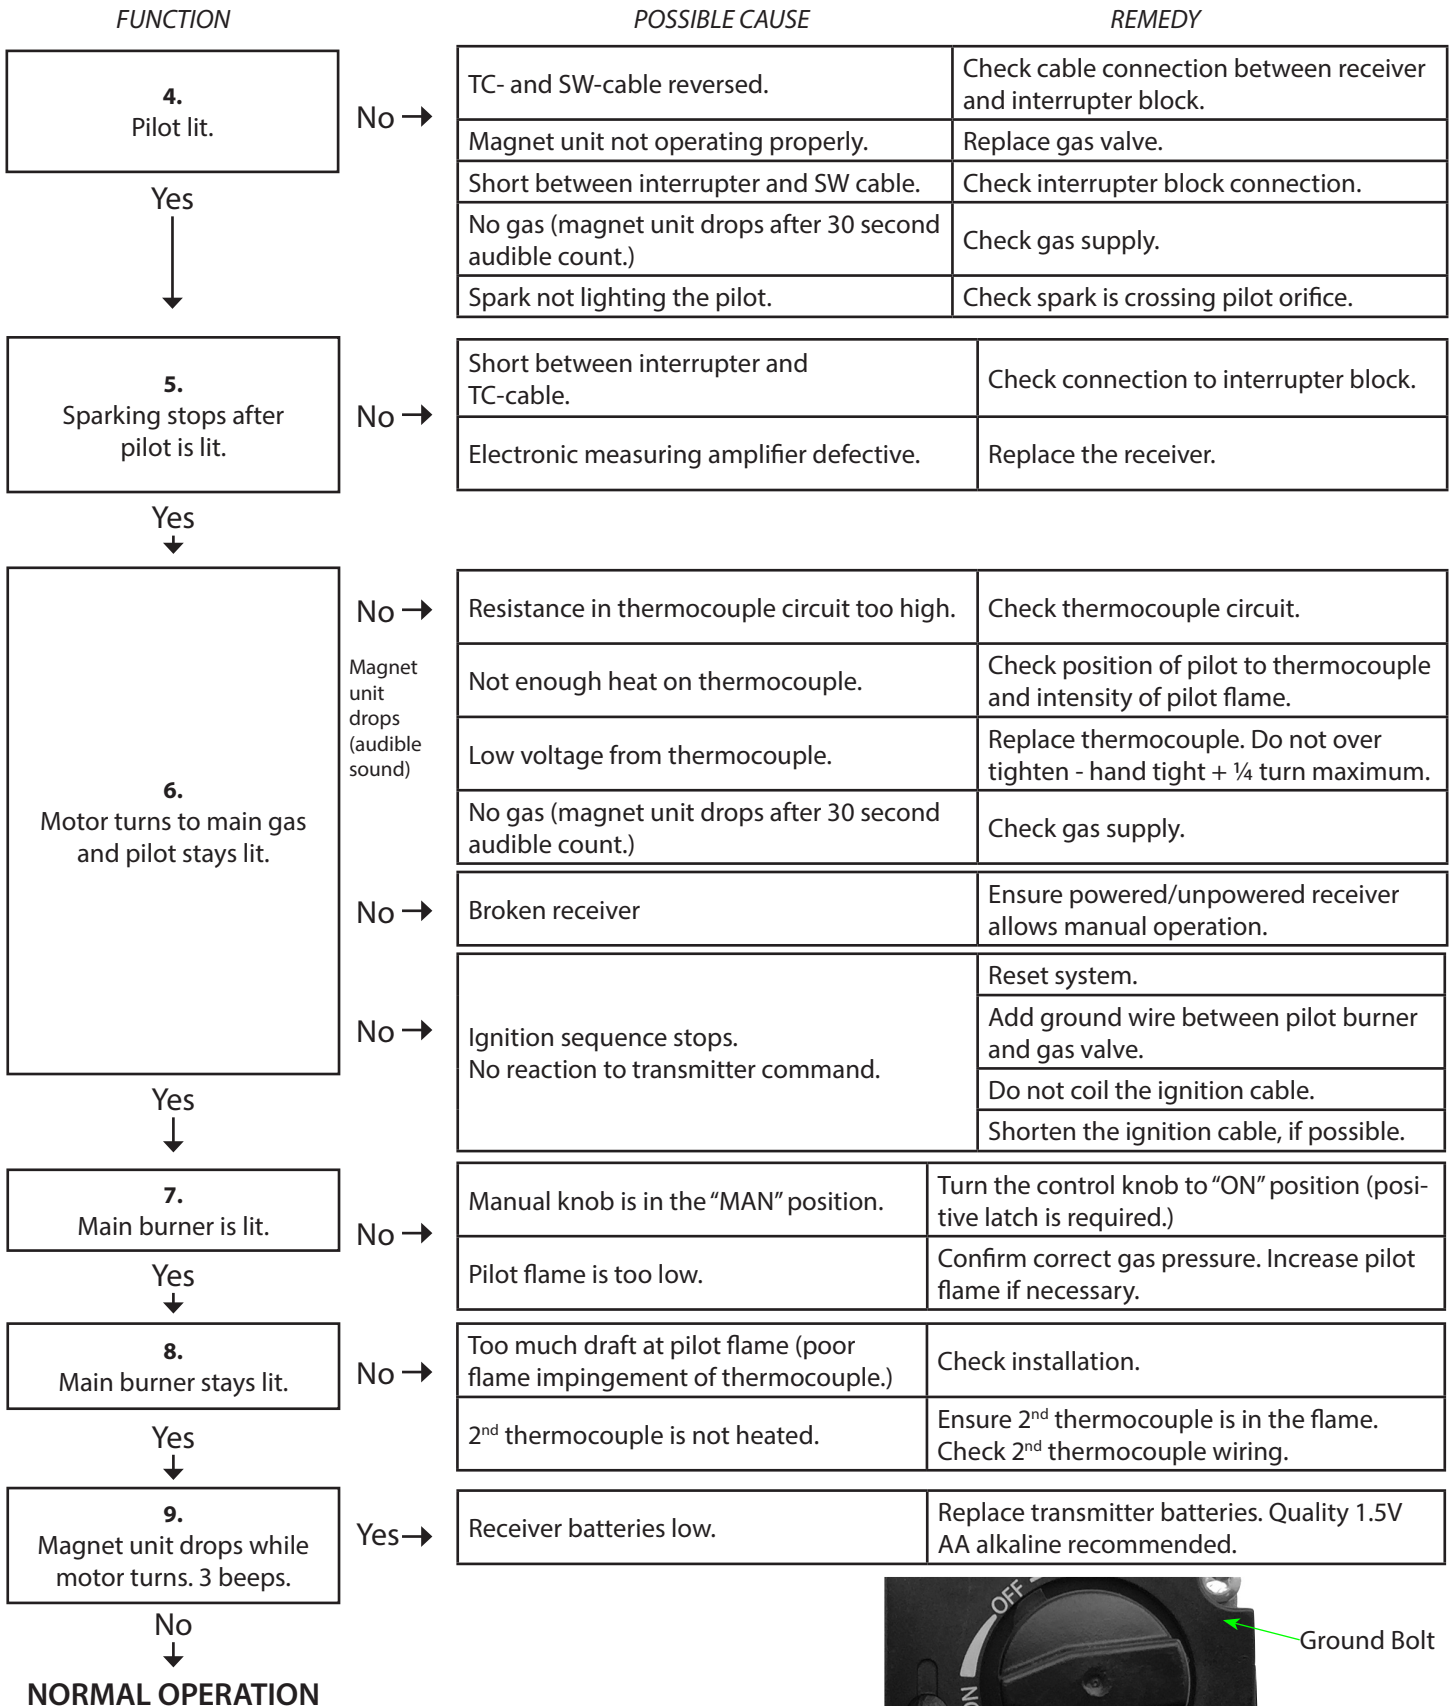 FUNCTION
POSSIBLE CAUSE
REMEDY
4.
Pilot lit.
No
TC- and SW-cable reversed.
Check cable connection between receiver
and interrupter block.
Magnet unit not operating properly.
Replace gas valve.
Short between interrupter and SW cable.
Check interrupter block connection.
No gas (magnet unit drops after 30 second
audible count.)
Check gas supply.
Spark not lighting the pilot.
Check spark is crossing pilot orifice.
Yes
5.
Sparking stops after
pilot is lit.
No
Short between interrupter and
TC-cable.
Check connection to interrupter block.
Electronic measuring amplifier defective.
Replace the receiver.
Yes
6.
Motor turns to main gas
and pilot stays lit.
No
Magnet
unit
drops
(audible
sound)
Resistance in thermocouple circuit too high.
Check thermocouple circuit.
Not enough heat on thermocouple.
Check position of pilot to thermocouple
and intensity of pilot flame.
Low voltage from thermocouple.
Replace thermocouple. Do not over
tighten - hand tight + ¼ turn maximum.
No gas (magnet unit drops after 30 second
audible count.)
Check gas supply.
No
Broken receiver
Ensure powered/unpowered receiver
allows manual operation.
No
Ignition sequence stops.
No reaction to transmitter command.
Reset system.
Add ground wire between pilot burner
and gas valve.
Do not coil the ignition cable.
Shorten the ignition cable, if possible.
Yes
7.
Main burner is lit.
No
Manual knob is in the “MAN” position.
Turn the control knob to “ON” position (posi-
tive latch is required.)
Pilot flame is too low.
Confirm correct gas pressure. Increase pilot
flame if necessary.
Yes
8.
Main burner stays lit.
No
Too much draft at pilot flame (poor
flame impingement of thermocouple.)
Check installation.
2nd thermocouple is not heated.
Ensure 2nd thermocouple is in the flame.
Check 2nd thermocouple wiring.
Yes
9.
Magnet unit drops while
motor turns. 3 beeps.
Yes
Receiver batteries low.
Replace transmitter batteries. Quality 1.5V
AA alkaline recommended.
No
NORMAL OPERATION
OFF
ON
Ground Bolt